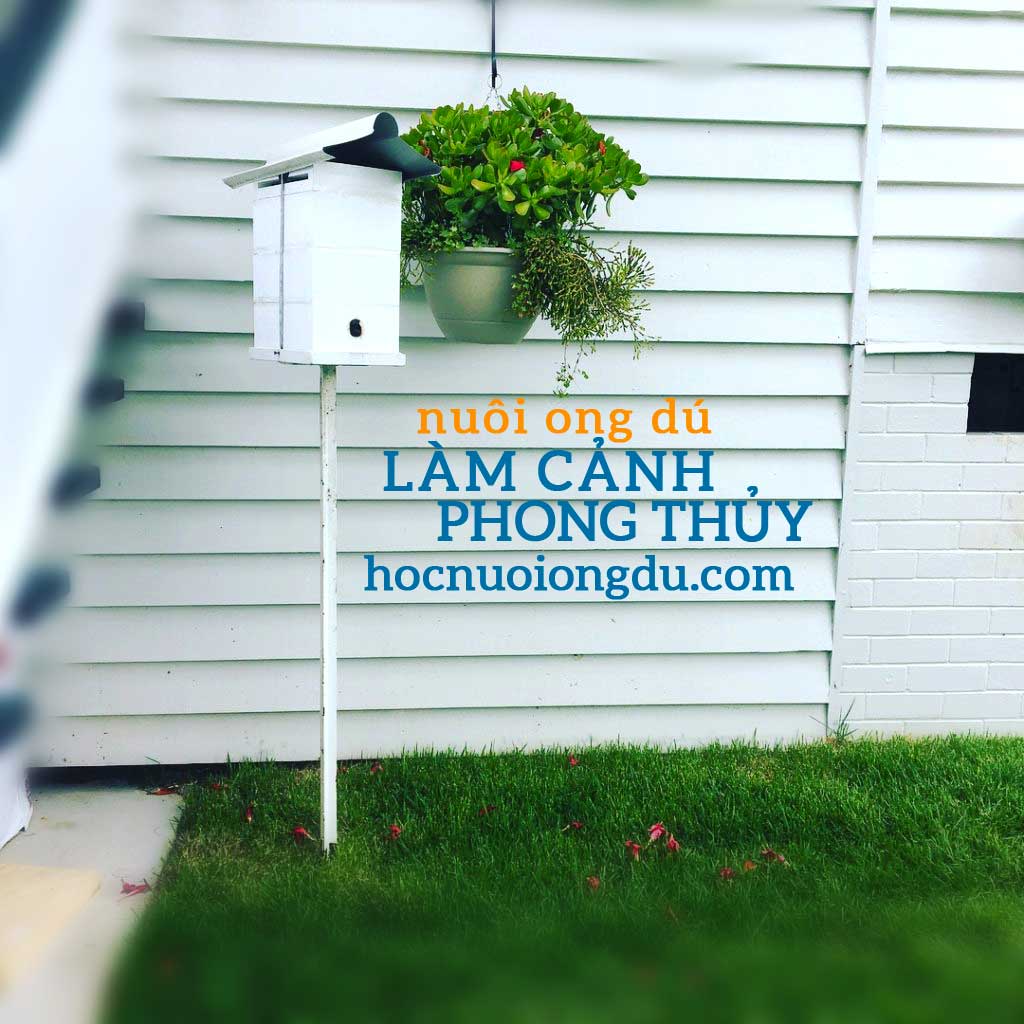 nuôi ong dú
LÀM CẢNH
PHONG THỦY
hocnuoiongdu.com